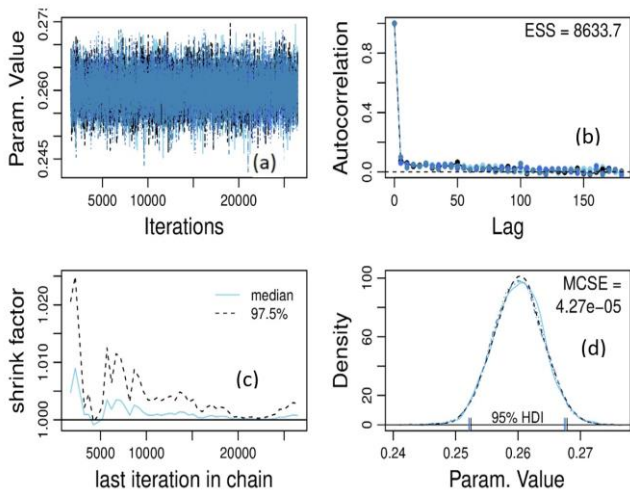 0.245 0.260 0.275
Param. Value
(a)
5000 10000 20000
Iterations
0.0 0.4 0.8
Autocorrelation
ESS = 8633.7
(b)
0 50 100 150
Lag
1.000 1.010 1.020
shrink factor
median
97.5%
(c)
5000 10000 20000
last iteration in chain
0 20 60 100
Density
MCSE =
4.27e−05
(d)
95% HDI
0.24 0.25 0.26 0.27
Param. Value